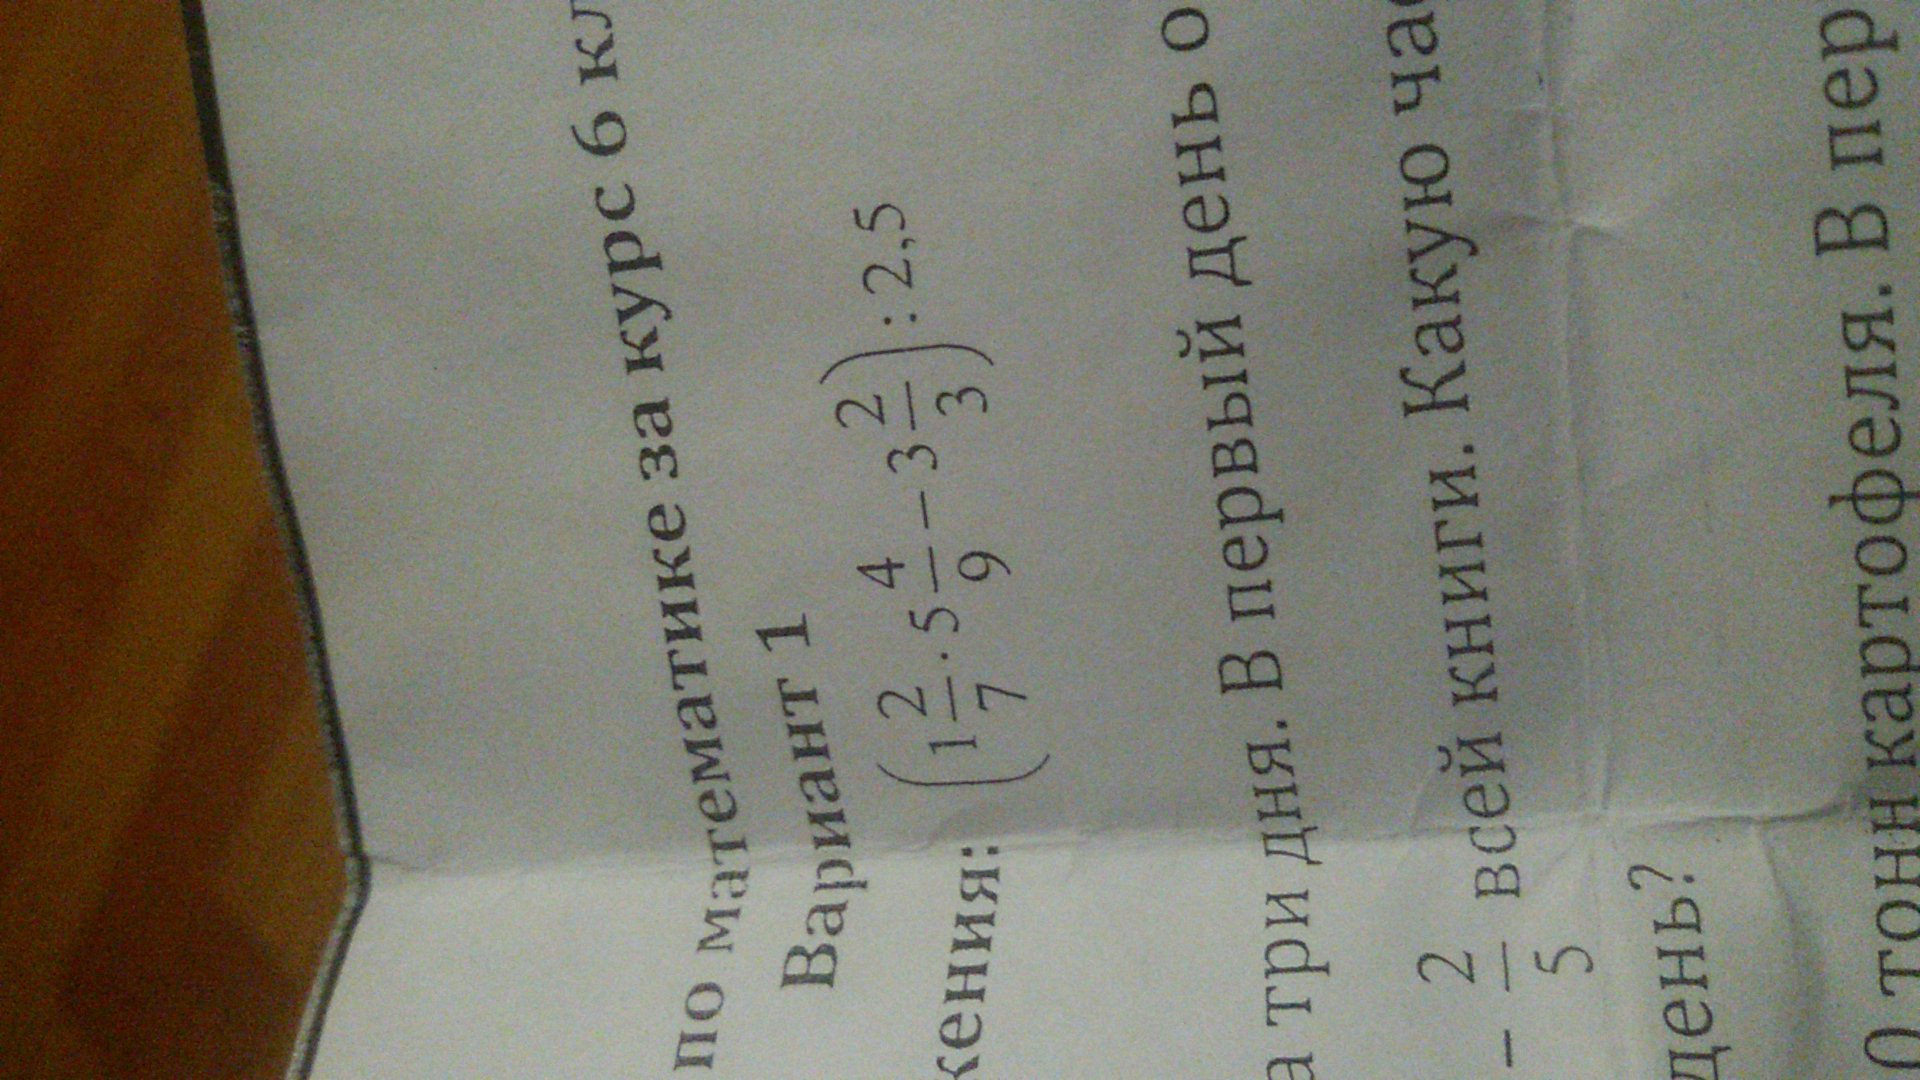 по математике за курс 6 кл
Вариант 1
жения: (1 2/7 · 5 4/9 − 3 2/3) : 2,5
а три дня. В первый день о
− 2/5 всей книги. Какую час
день?
0 тонн картофеля. В пер